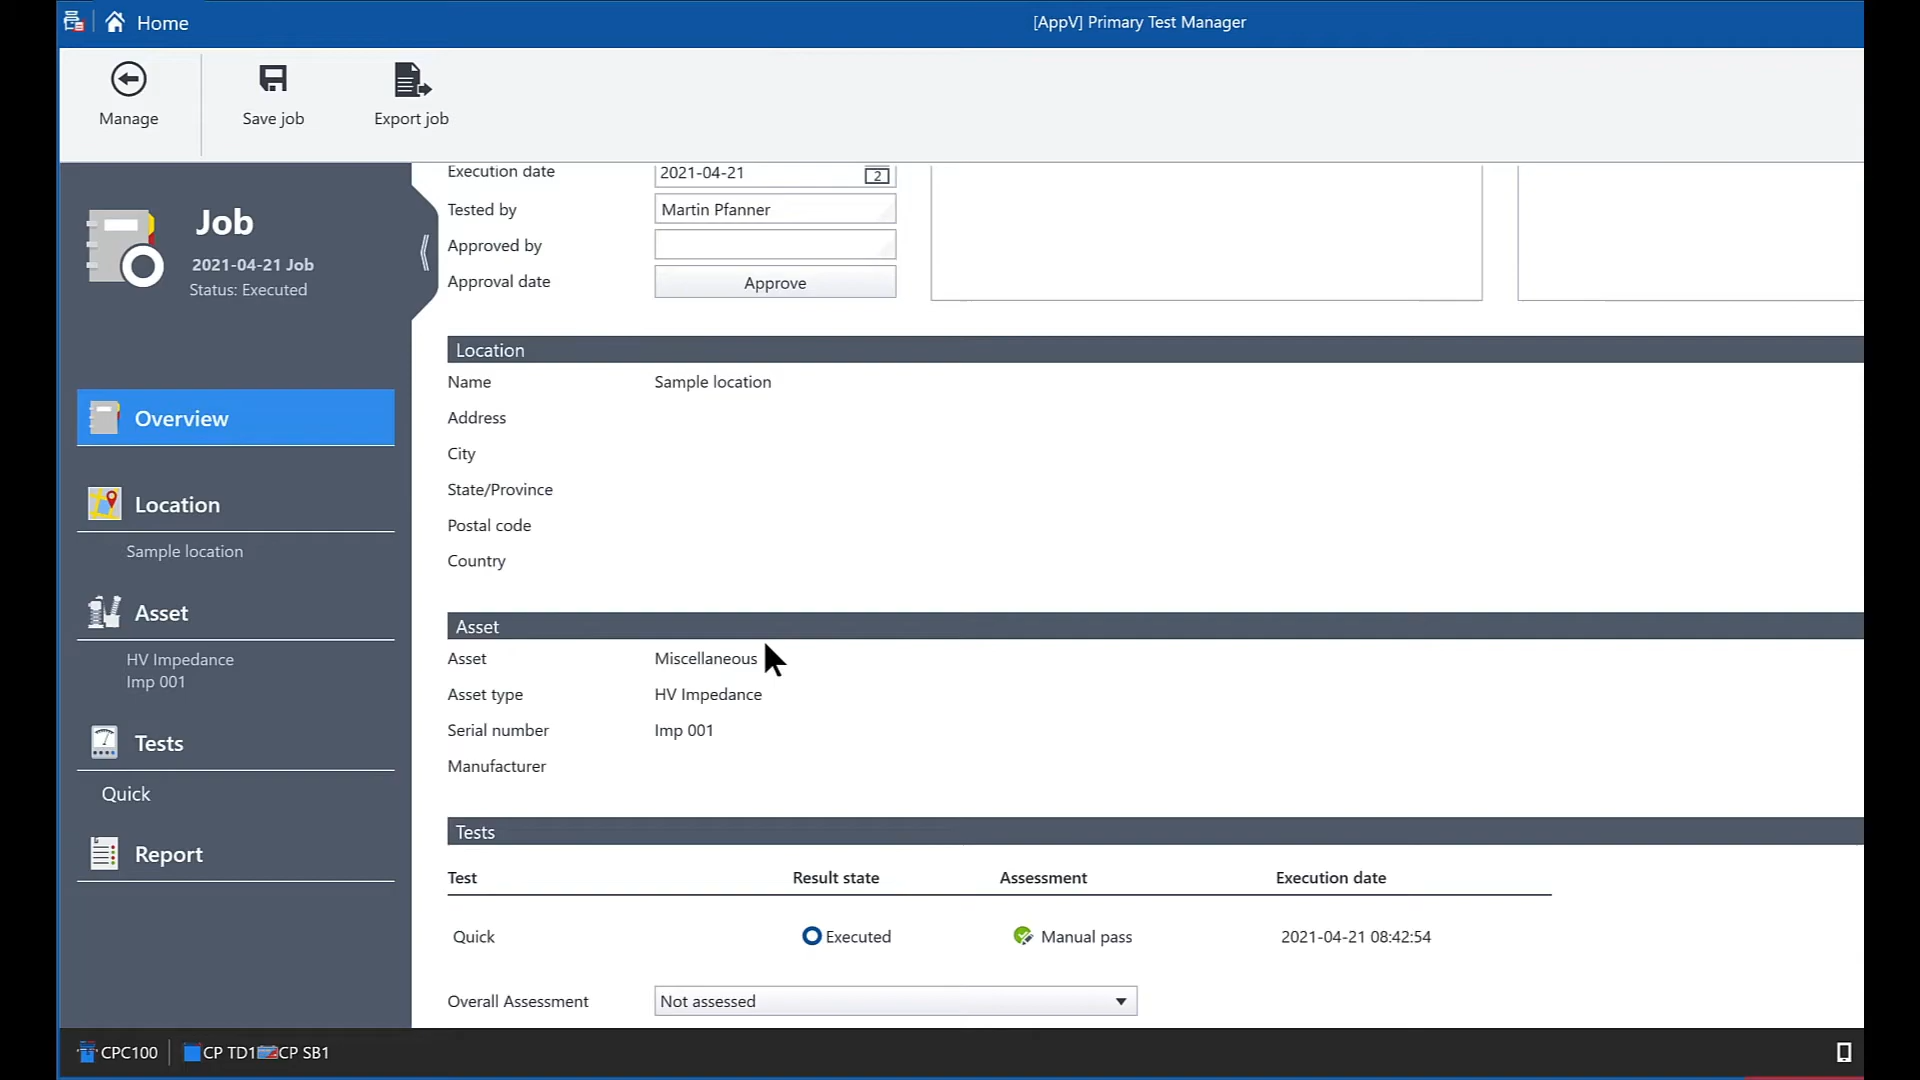 Home
[AppV] Primary Test Manager
Manage
Save job
Export job
Job
2021-04-21 Job
Status: Executed
Overview
Location
Sample location
Asset
HV Impedance
Imp 001
Tests
Quick
Report
Execution date 2021-04-21 2
Tested by Martin Pfanner
Approved by
Approval date Approve
Location
Name Sample location
Address
City
State/Province
Postal code
Country
Asset
Asset Miscellaneous
Asset type HV Impedance
Serial number Imp 001
Manufacturer
Tests
Test Result state Assessment Execution date
Quick Executed Manual pass 2021-04-21 08:42:54
Overall Assessment Not assessed
CPC100 CP TD1 CP SB1